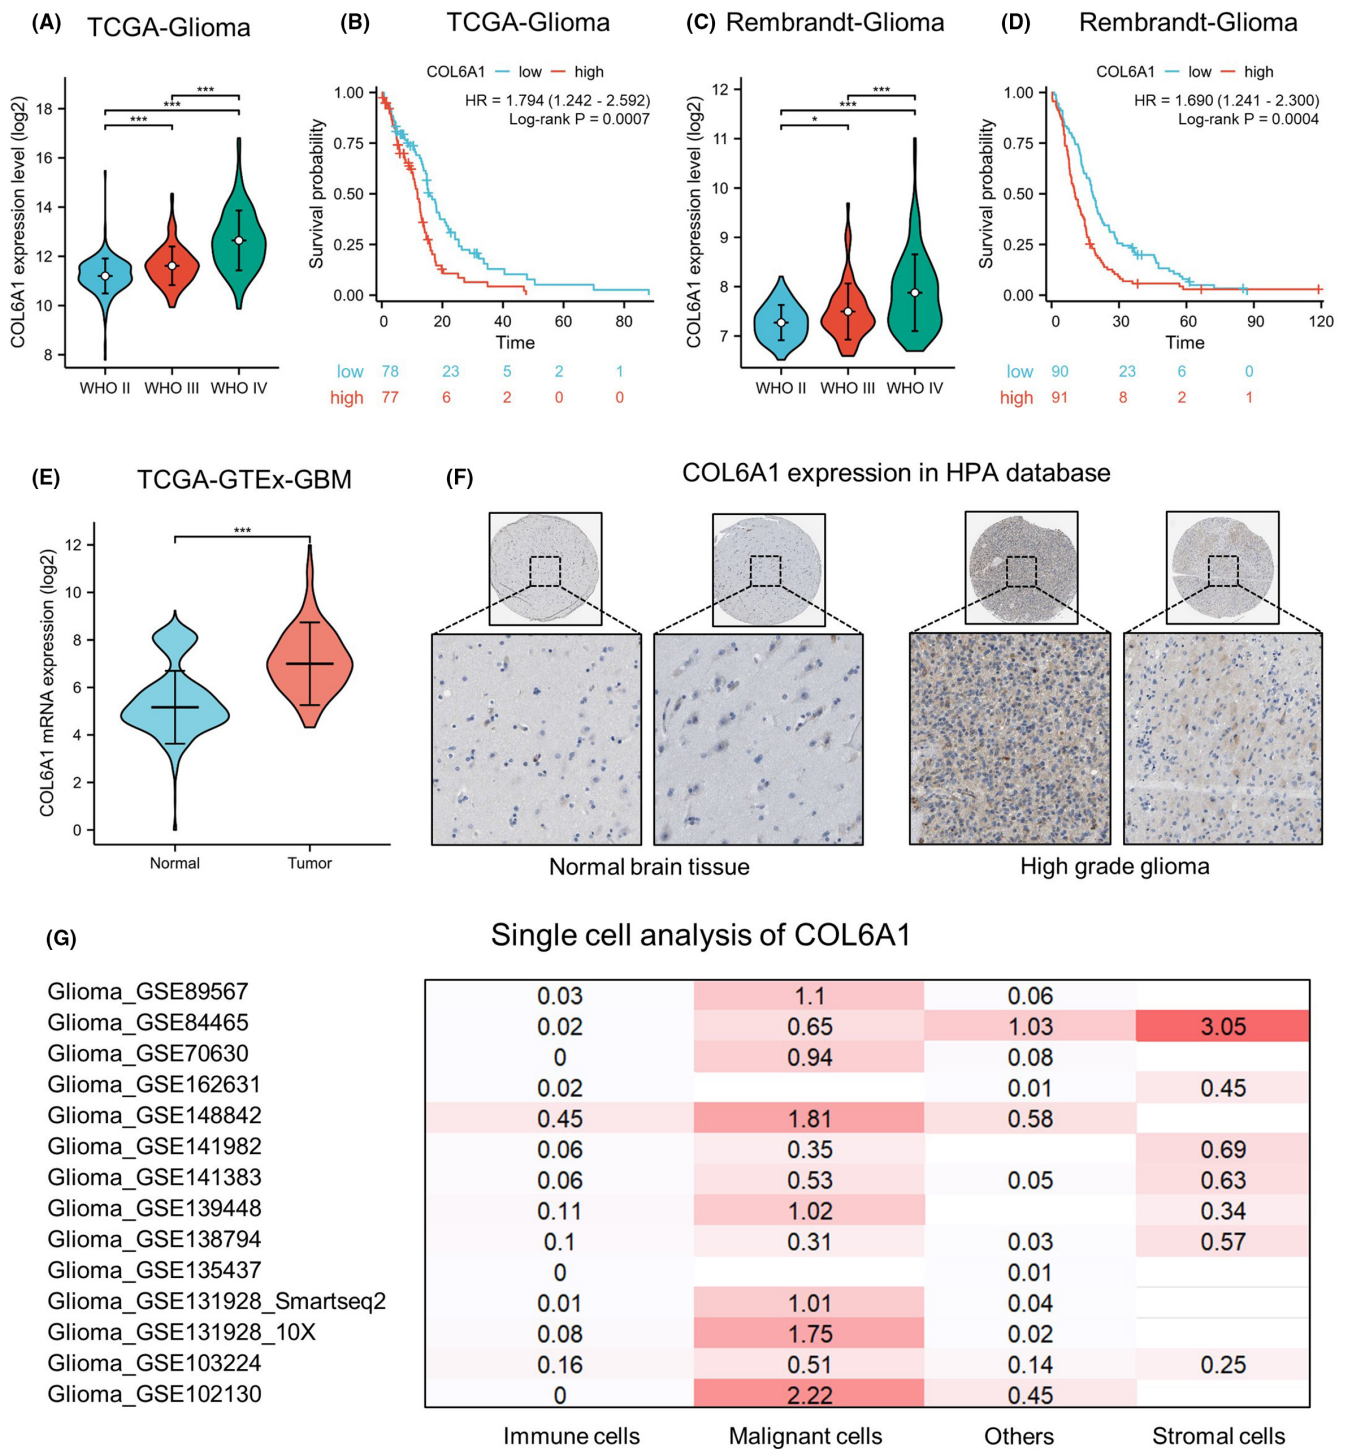 (A) TCGA-Glioma
COL6A1 expression level (log2)
18
16
14
12
10
8
***
***
***
WHO II WHO III WHO IV
(B) TCGA-Glioma
COL6A1 low high
HR = 1.794 (1.242 - 2.592)
Log-rank P = 0.0007
Survival probability
1.00
0.75
0.50
0.25
0.00
0 20 40 60 80
Time
low 78 23 5 2 1
high 77 6 2 0 0
(C) Rembrandt-Glioma
COL6A1 expression level (log2)
12
11
10
9
8
7
***
***
*
WHO II WHO III WHO IV
(D) Rembrandt-Glioma
COL6A1 low high
HR = 1.690 (1.241 - 2.300)
Log-rank P = 0.0004
Survival probability
1.00
0.75
0.50
0.25
0.00
0 30 60 90 120
Time
low 90 23 6 0
high 91 8 2 1
(E) TCGA-GTEx-GBM
COL6A1 mRNA expression (log2)
12
10
8
6
4
2
0
***
Normal Tumor
(F) COL6A1 expression in HPA database
Normal brain tissue High grade glioma
(G) Single cell analysis of COL6A1
Glioma_GSE89567 0.03 1.1 0.06
Glioma_GSE84465 0.02 0.65 1.03 3.05
Glioma_GSE70630 0 0.94 0.08
Glioma_GSE162631 0.02 0.01 0.45
Glioma_GSE148842 0.45 1.81 0.58
Glioma_GSE141982 0.06 0.35 0.69
Glioma_GSE141383 0.06 0.53 0.05 0.63
Glioma_GSE139448 0.11 1.02 0.34
Glioma_GSE138794 0.1 0.31 0.03 0.57
Glioma_GSE135437 0 0.01
Glioma_GSE131928_Smartseq2 0.01 1.01 0.04
Glioma_GSE131928_10X 0.08 1.75 0.02
Glioma_GSE103224 0.16 0.51 0.14 0.25
Glioma_GSE102130 0 2.22 0.45
Immune cells Malignant cells Others Stromal cells